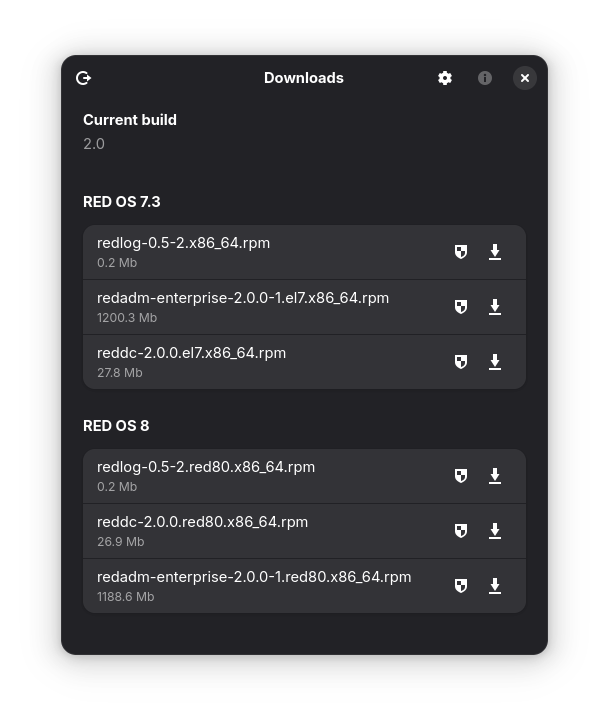 Downloads
Current build
2.0
RED OS 7.3
redlog-0.5-2.x86_64.rpm
0.2 Mb
redadm-enterprise-2.0.0-1.el7.x86_64.rpm
1200.3 Mb
reddc-2.0.0.el7.x86_64.rpm
27.8 Mb
RED OS 8
redlog-0.5-2.red80.x86_64.rpm
0.2 Mb
reddc-2.0.0.red80.x86_64.rpm
26.9 Mb
redadm-enterprise-2.0.0-1.red80.x86_64.rpm
1188.6 Mb